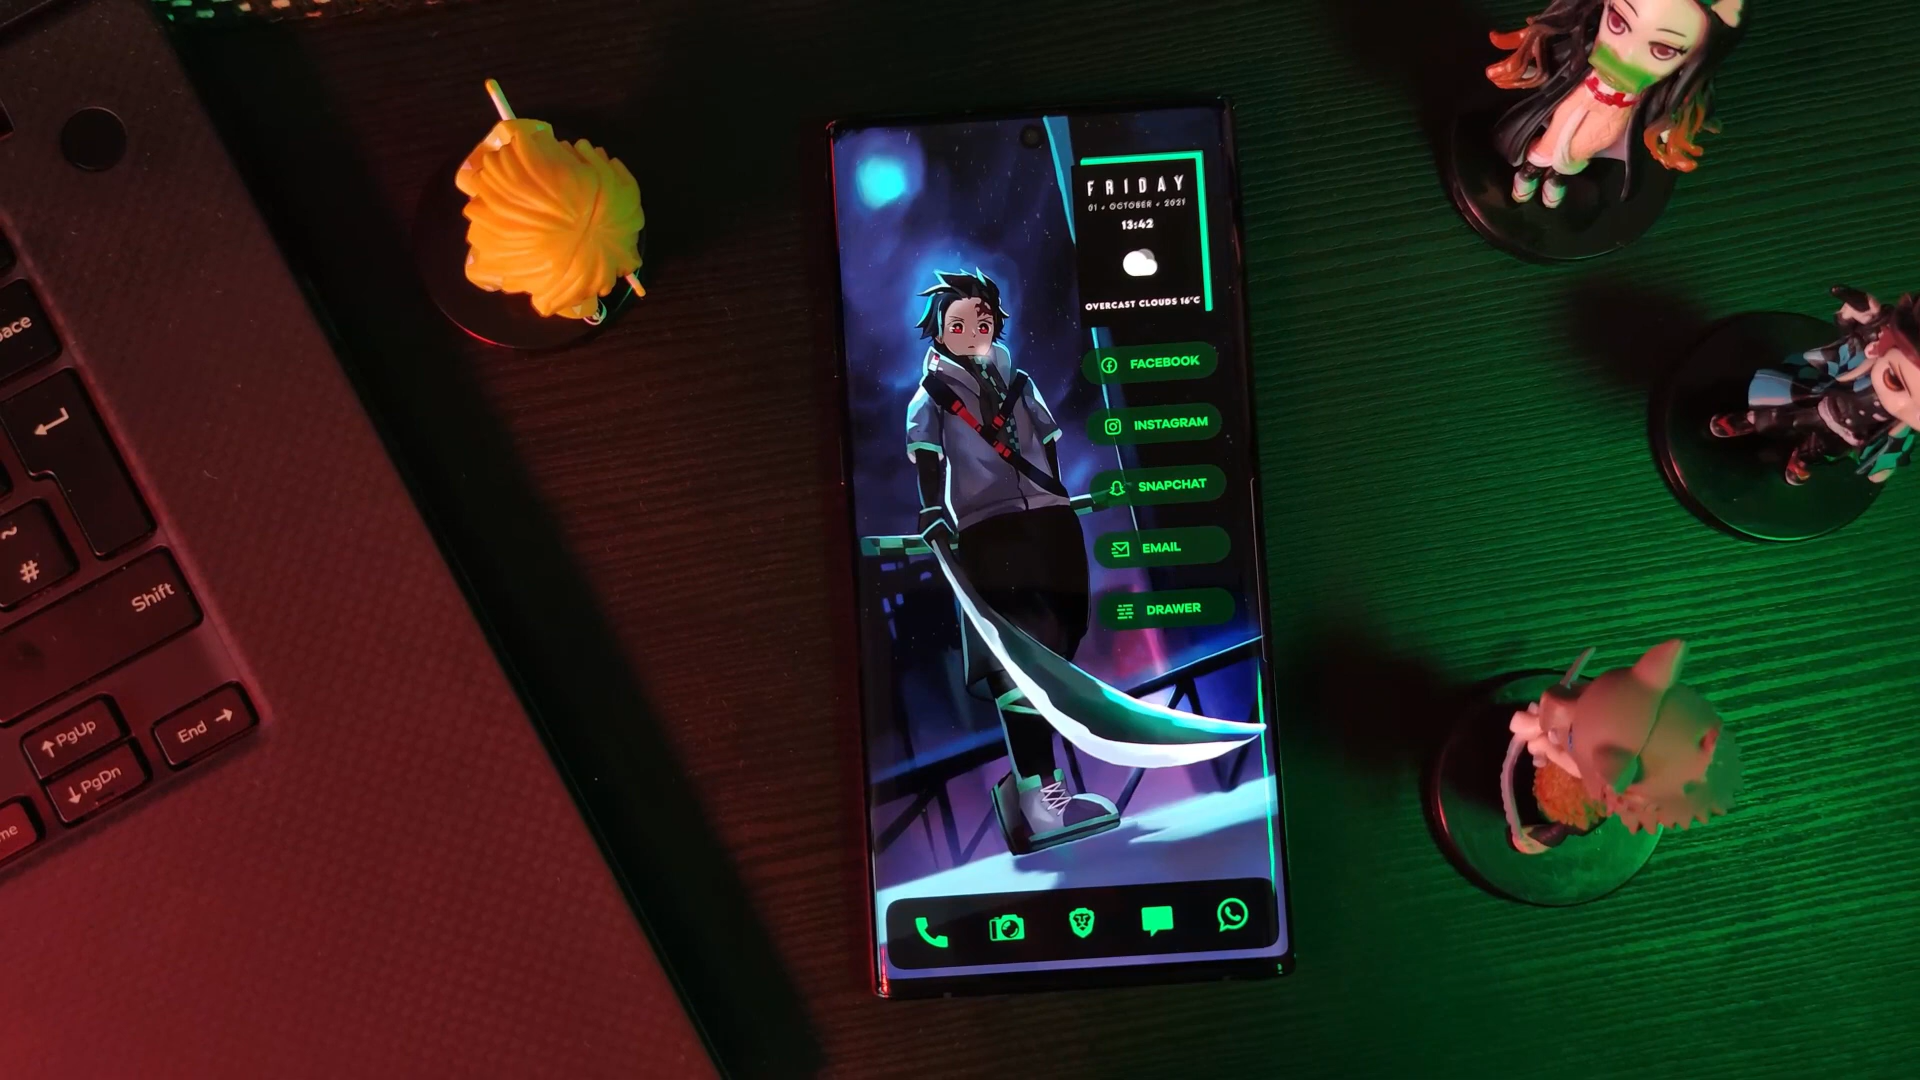 FRIDAY
01 • OCTOBER • 2021
13:42
OVERCAST CLOUDS 16°C
FACEBOOK
INSTAGRAM
SNAPCHAT
EMAIL
DRAWER
~
#
Shift
PgUp
End
PgDn